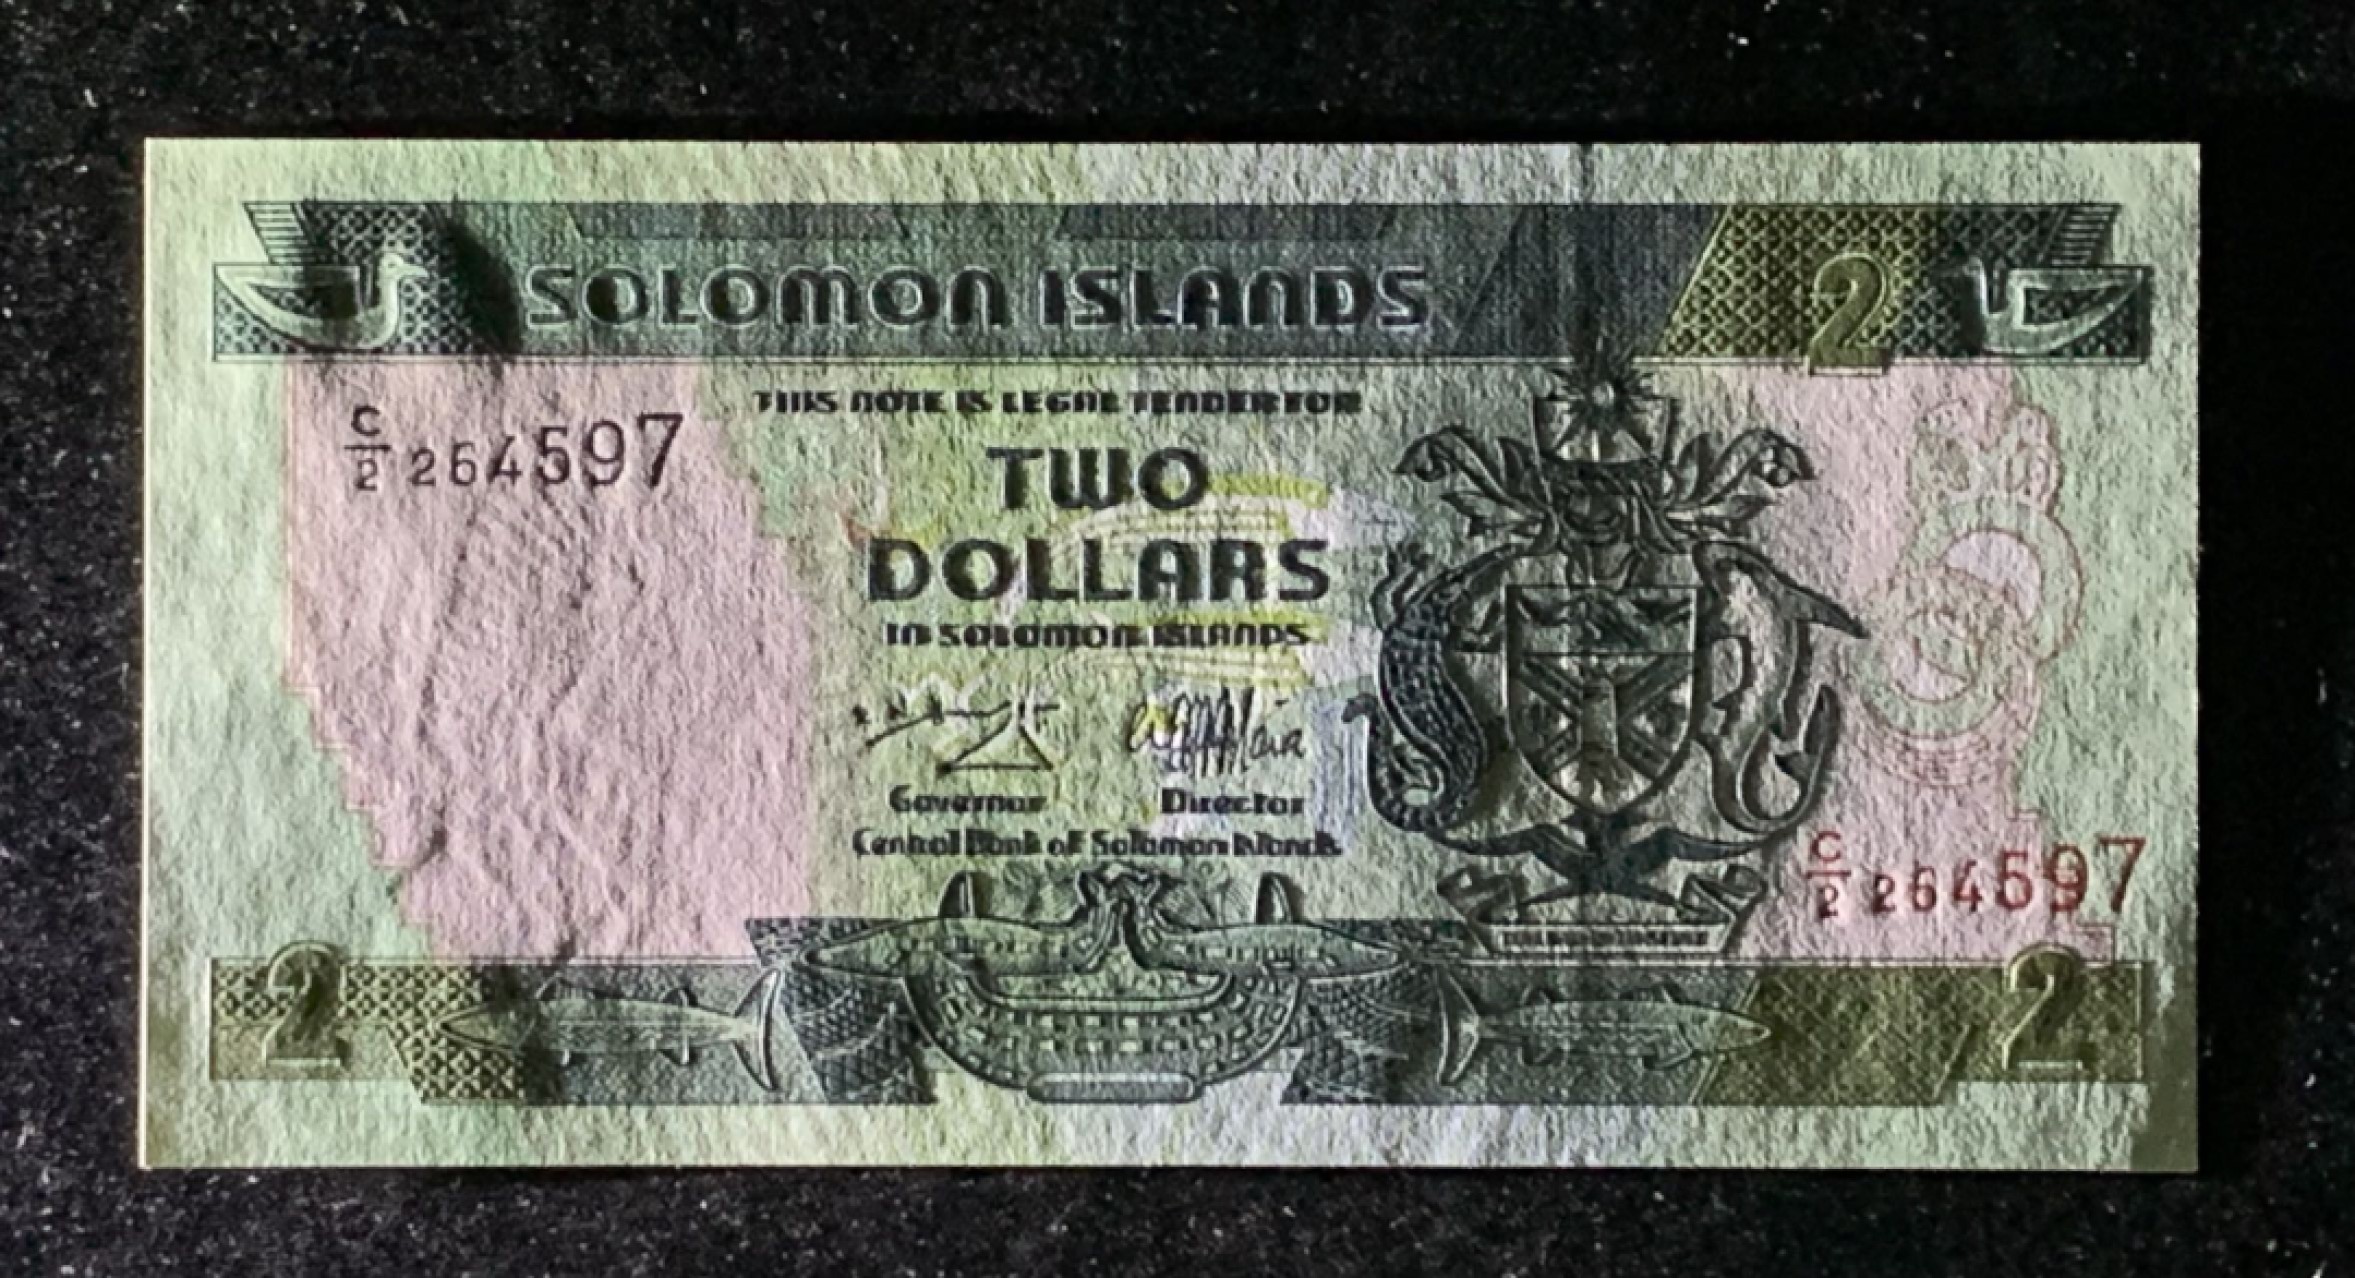 SOLOMON ISLANDS 2
THIS NOTE IS LEGAL TENDER FOR
C/2 264597
TWO
DOLLARS
IN SOLOMON ISLANDS
Governor Director
Central Bank of Solomon Islands
C/2 264597
2 2